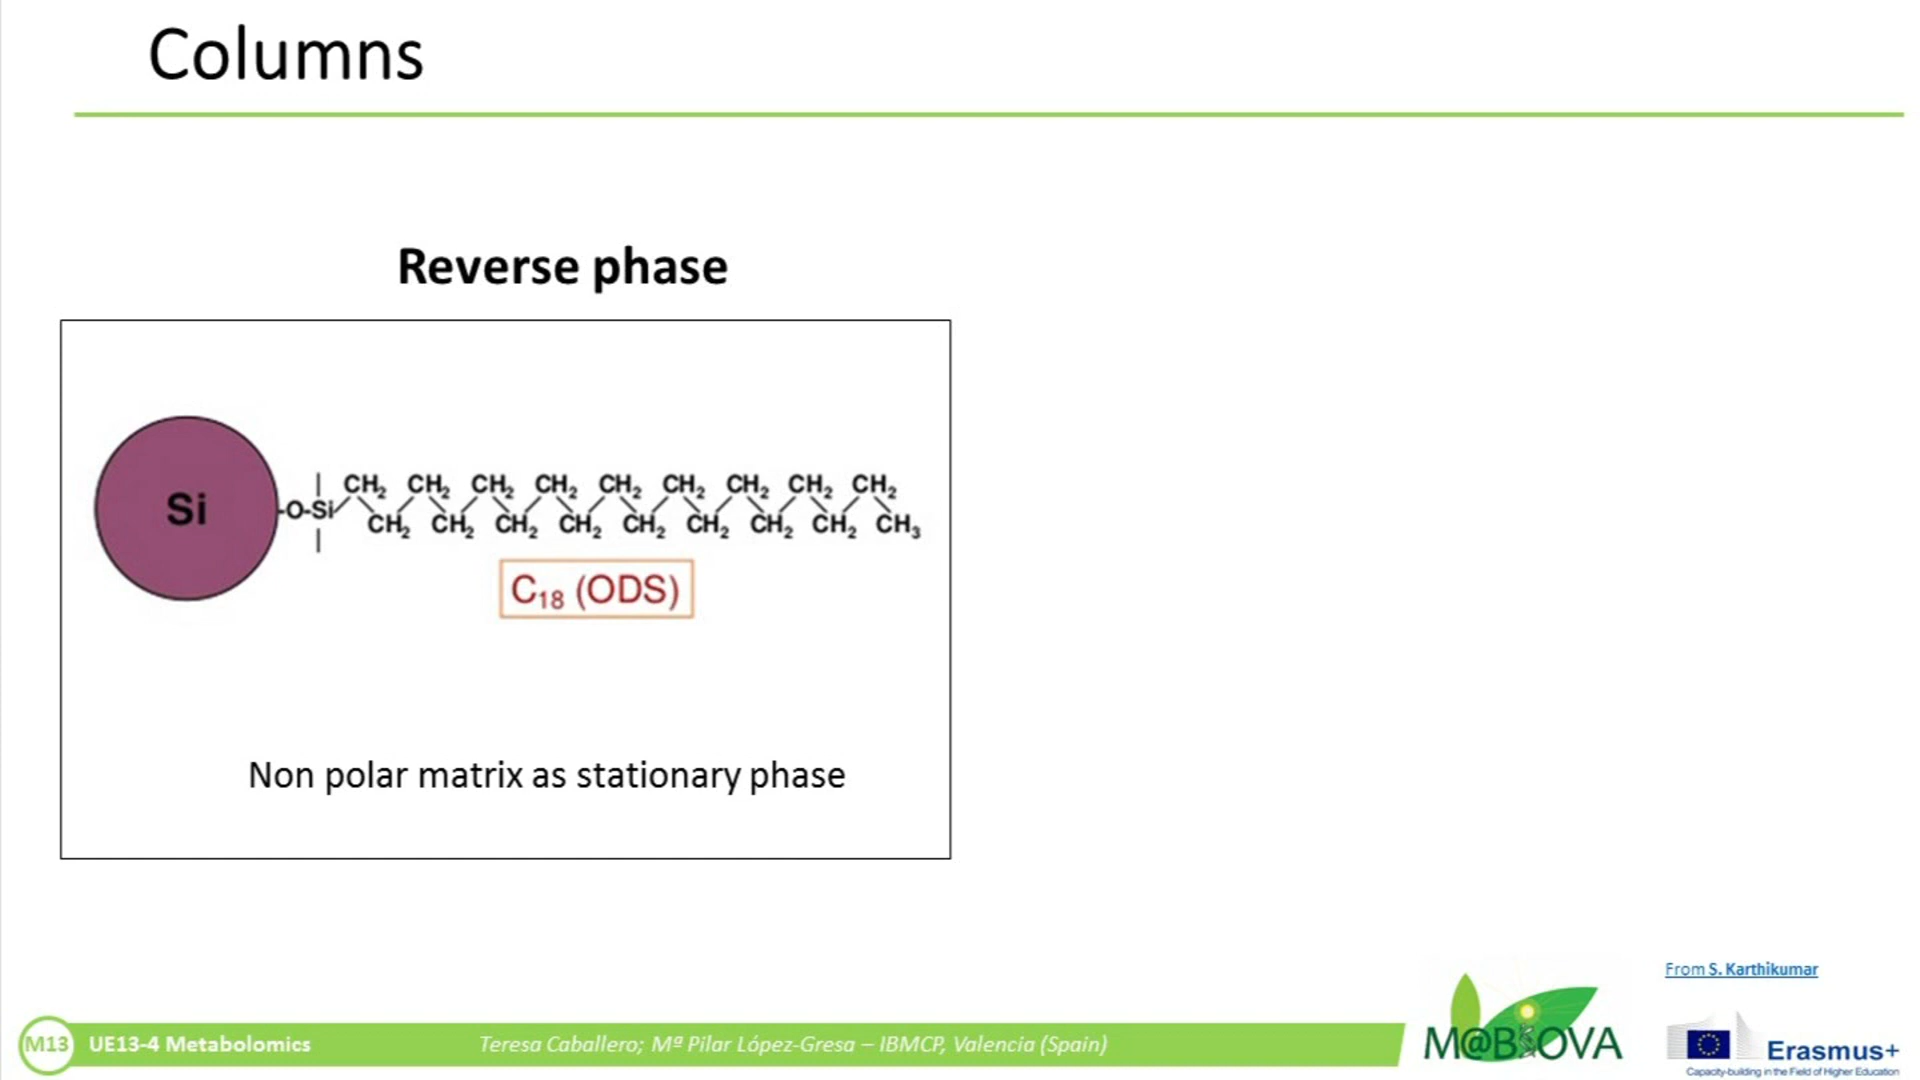 Columns
Reverse phase
Si
-O-Si
CH₂ CH₂ CH₂ CH₂ CH₂ CH₂ CH₂ CH₂ CH₂
CH₂ CH₂ CH₂ CH₂ CH₂ CH₂ CH₂ CH₂ CH₃
C₁₈ (ODS)
Non polar matrix as stationary phase
From S. Karthikumar
M13 UE13-4 Metabolomics
Teresa Caballero; Mª Pilar López-Gresa – IBMCP, Valencia (Spain)
M@BIOVA
Erasmus+
Capacity-building in the Field of Higher Education